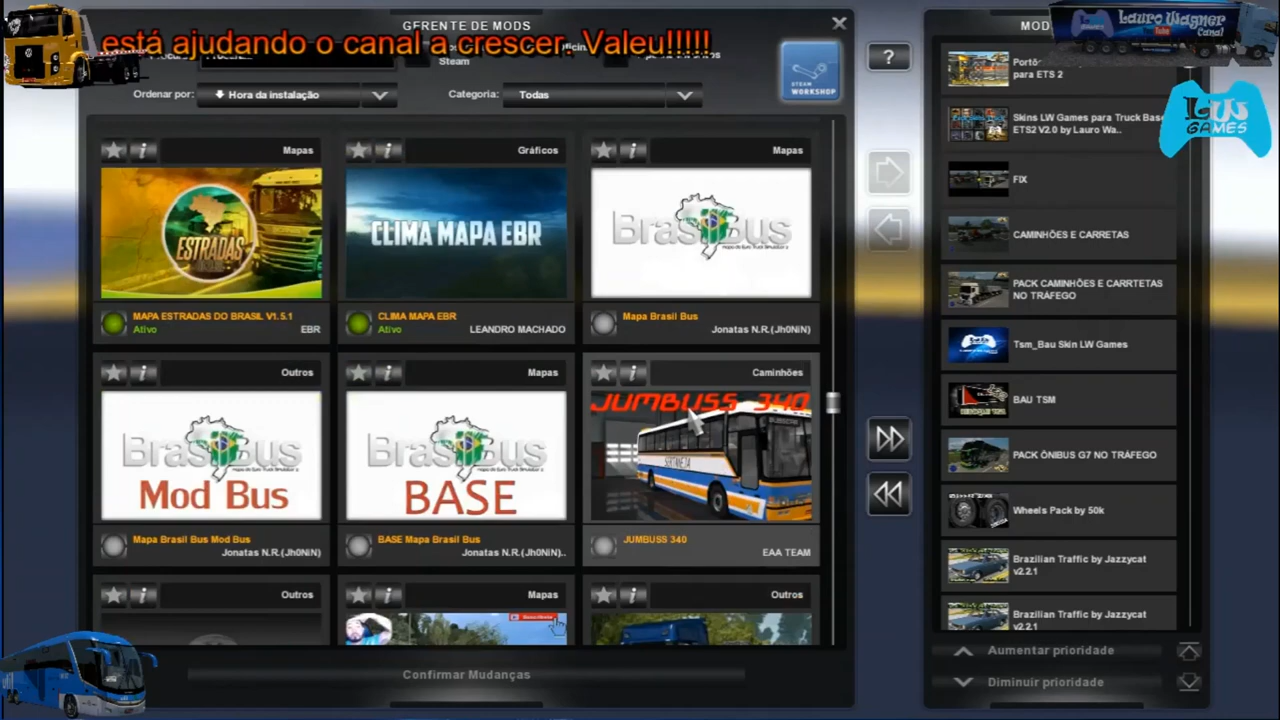 GERENTE DE MODS
está ajudando o canal a crescer. Valeu!!!!!
Steam
Ordenar por:
Hora da instalação
Categoria:
Todas
STEAM
WORKSHOP
?
Mapas
ESTRADAS
MAPA ESTRADAS DO BRASIL V1.5.1
Ativo
EBR
Gráficos
CLIMA MAPA EBR
CLIMA MAPA EBR
Ativo
LEANDRO MACHADO
Mapas
BrasilBus
mapa do Euro Truck Simulator 2
Mapa Brasil Bus
Jonatas N.R.(Jh0NiN)
Outros
BrasilBus
Mod Bus
Mapa Brasil Bus Mod Bus
Jonatas N.R.(Jh0NiN)
Mapas
BrasilBus
BASE
BASE Mapa Brasil Bus
Jonatas N.R.(Jh0NiN)..
Caminhões
JUMBUSS 340
SERTANEJA
JUMBUSS 340
EAA TEAM
Outros
Mapas
Outros
Confirmar Mudanças
Lauro Wagner
Canal
LW
GAMES
MOD
para ETS 2
Skins LW Games para Truck Base
ETS2 V2.0 by Lauro Wa..
FIX
CAMINHÕES E CARRETAS
PACK CAMINHÕES E CARRTETAS
NO TRÁFEGO
Tsm_Bau Skin LW Games
BAU TSM
PACK ÔNIBUS G7 NO TRÁFEGO
Wheels Pack by 50k
Brazilian Traffic by Jazzycat
v2.2.1
Brazilian Traffic by Jazzycat
v2.2.1
Aumentar prioridade
Diminuir prioridade